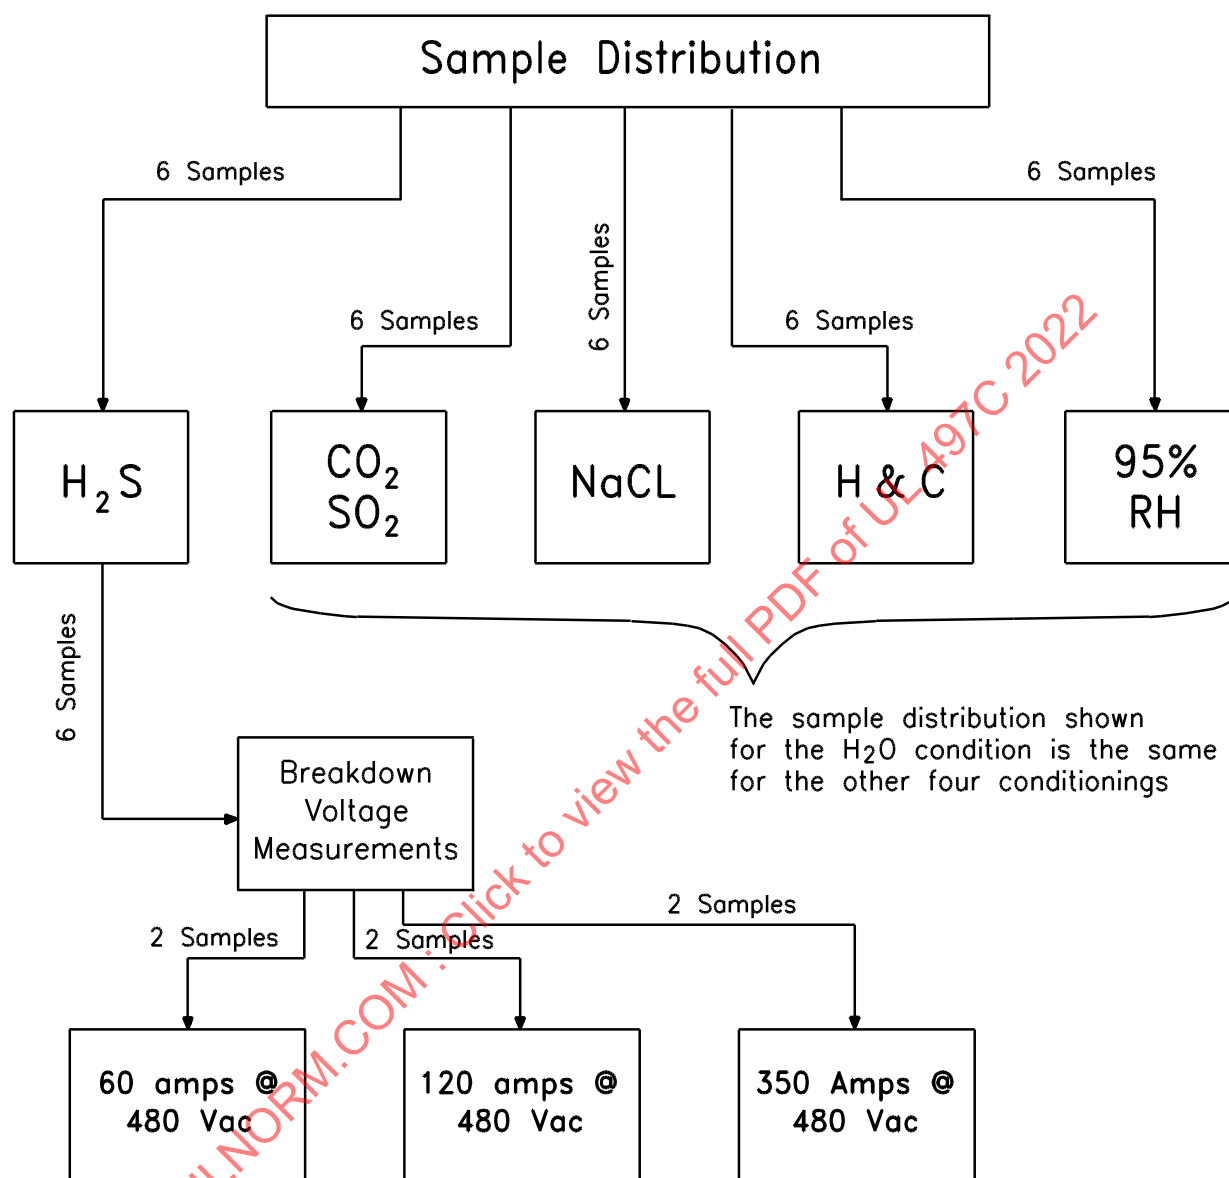 Sample Distribution
6 Samples
6 Samples
6 Samples
6 Samples
6 Samples
H₂S
CO₂
SO₂
NaCL
H & C
95%
RH
6 Samples
The sample distribution shown
for the H₂O condition is the same
for the other four conditionings
Breakdown
Voltage
Measurements
2 Samples
2 Samples
2 Samples
60 amps @
480 Vac
120 amps @
480 Vac
350 Amps @
480 Vac
LNORM.COM : Click to view the full PDF of UL 497C 2022